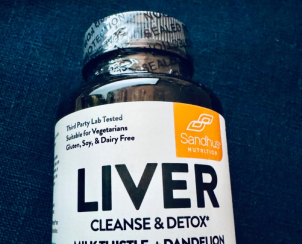 SEALED
Third Party Lab Tested
Suitable for Vegetarians
Gluten, Soy, & Dairy Free
Sandhu's
NUTRITION
LIVER
CLEANSE & DETOX*
MILK THISTLE + DANDELION